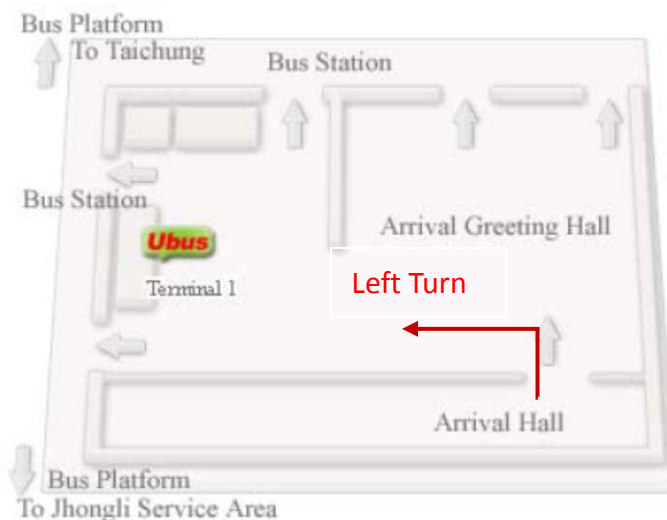 Bus Platform
To Taichung
Bus Station
Bus Station
Arrival Greeting Hall
Ubus
Terminal 1
Left Turn
Arrival Hall
Bus Platform
To Jhongli Service Area